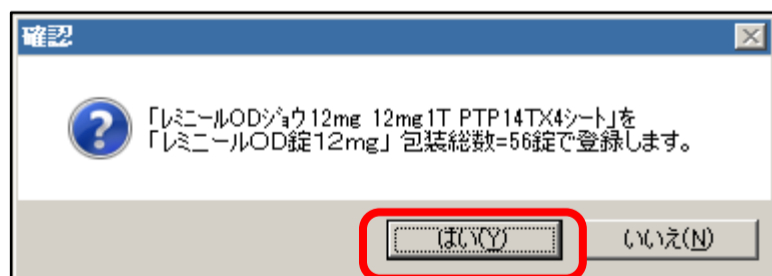 確認
「レミニールODジョウ12mg 12mg1T PTP14TX4シート」を
「レミニールOD錠12mg」 包装総数=56錠で登録します。
はい(Y)
いいえ(N)